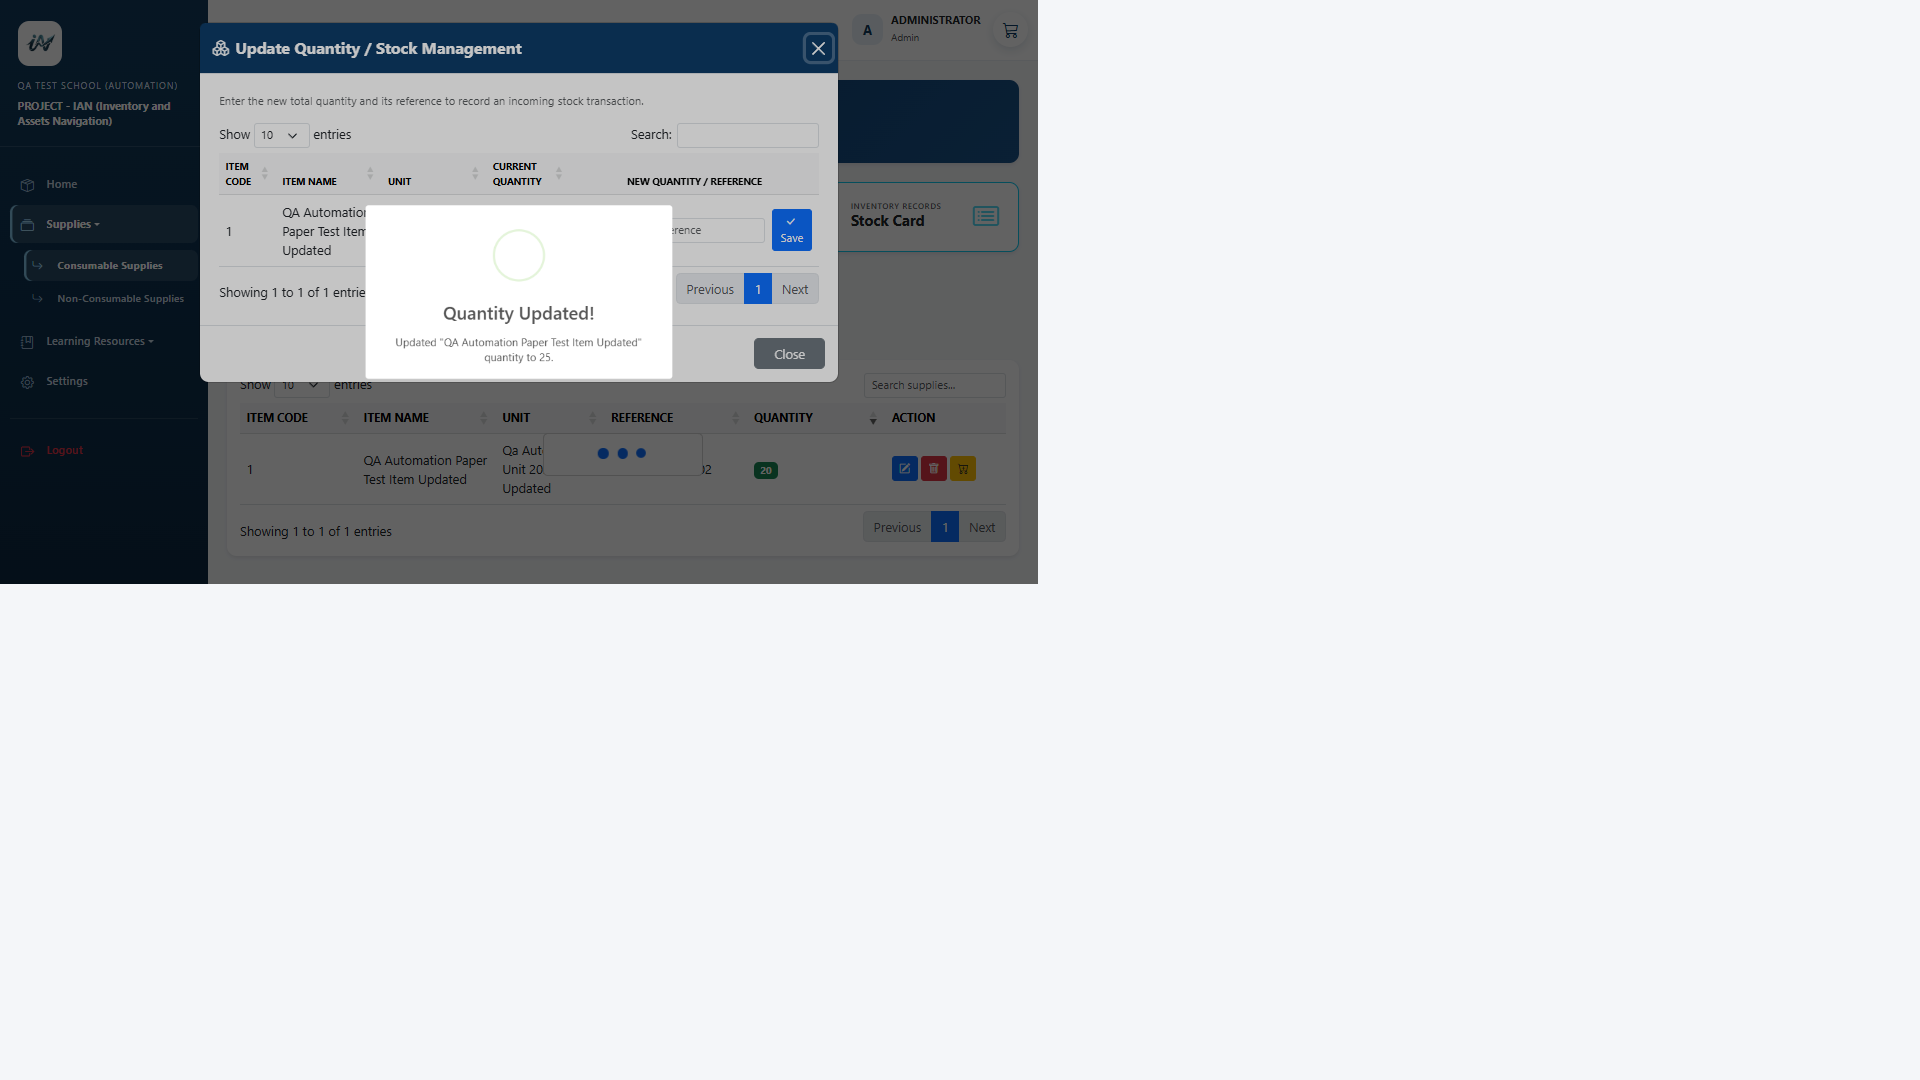 iAN
QA TEST SCHOOL (AUTOMATION)
PROJECT - IAN (Inventory and
Assets Navigation)
Home
Supplies
Consumable Supplies
Non-Consumable Supplies
Learning Resources
Settings
Logout
A
ADMINISTRATOR
Admin
INVENTORY RECORDS
Stock Card
Update Quantity / Stock Management
Enter the new total quantity and its reference to record an incoming stock transaction.
Show 10 entries
Search:
ITEM CODE ITEM NAME UNIT CURRENT QUANTITY NEW QUANTITY / REFERENCE
1
QA Automation
Paper Test Item
Updated
Save
Showing 1 to 1 of 1
Previous 1 Next
Close
Quantity Updated!
Updated "QA Automation Paper Test Item Updated"
quantity to 25.
Show 10 entries
Search supplies...
ITEM CODE ITEM NAME UNIT REFERENCE QUANTITY ACTION
1
QA Automation Paper
Test Item Updated
Qa
Unit
Updated
20
Showing 1 to 1 of 1 entries
Previous 1 Next